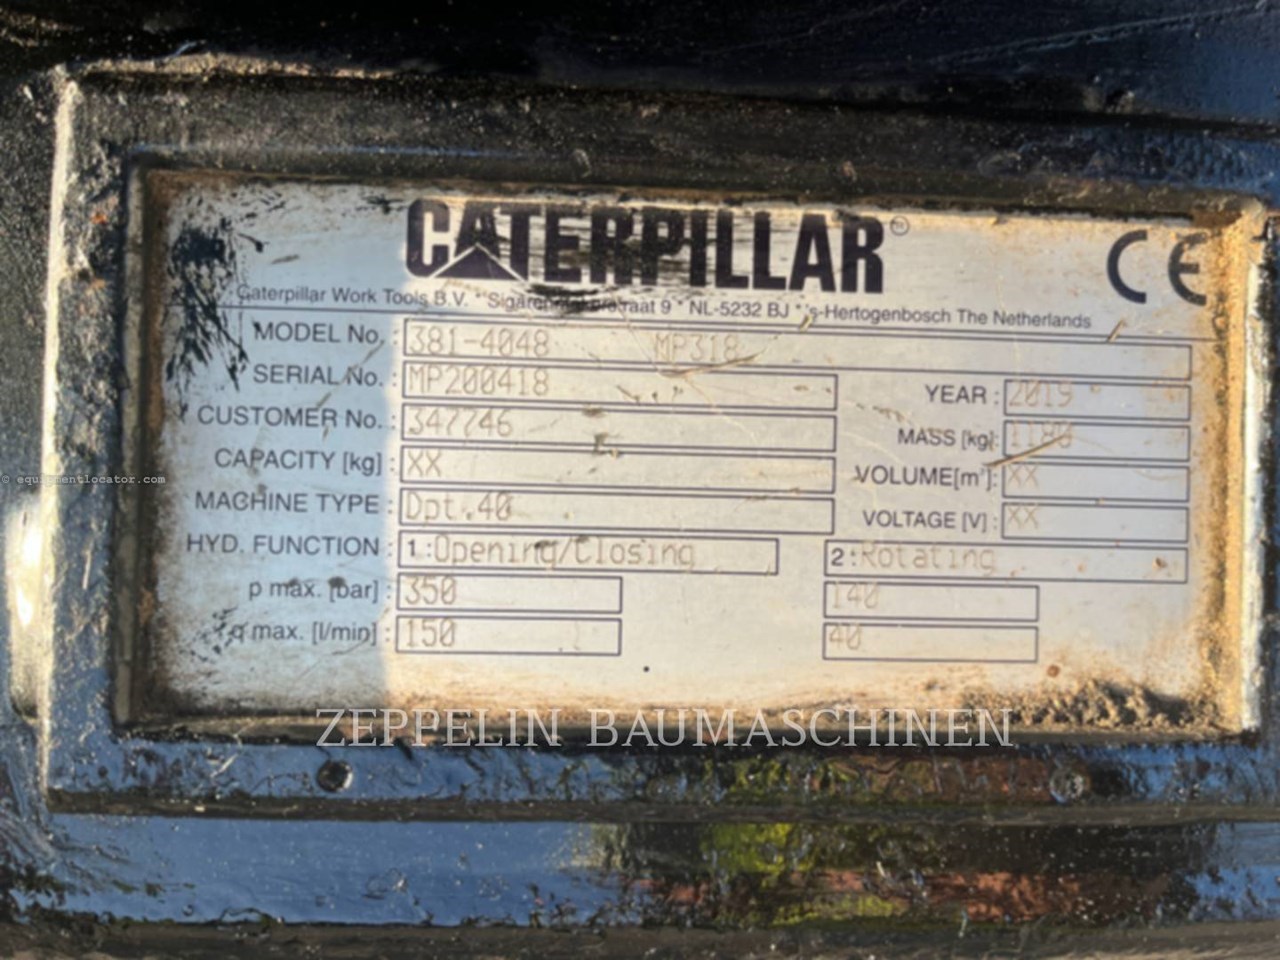 CATERPILLAR®
CE
Caterpillar Work Tools B.V. * Sigarenmakerstraat 9 * NL-5232 BJ * 's-Hertogenbosch The Netherlands
MODEL No. : 381-4048 MP318
SERIAL No. : MP200418 YEAR : 2019
CUSTOMER No. : 347746 MASS [kg]: 1180
CAPACITY [kg] : XX VOLUME[m³]: XX
MACHINE TYPE : Dpt.40 VOLTAGE [V] : XX
HYD. FUNCTION : 1 :Opening/Closing 2 :Rotating
p max. [bar] : 350 140
q max. [l/min] : 150 40
© equipmentlocator.com
ZEPPELIN BAUMASCHINEN